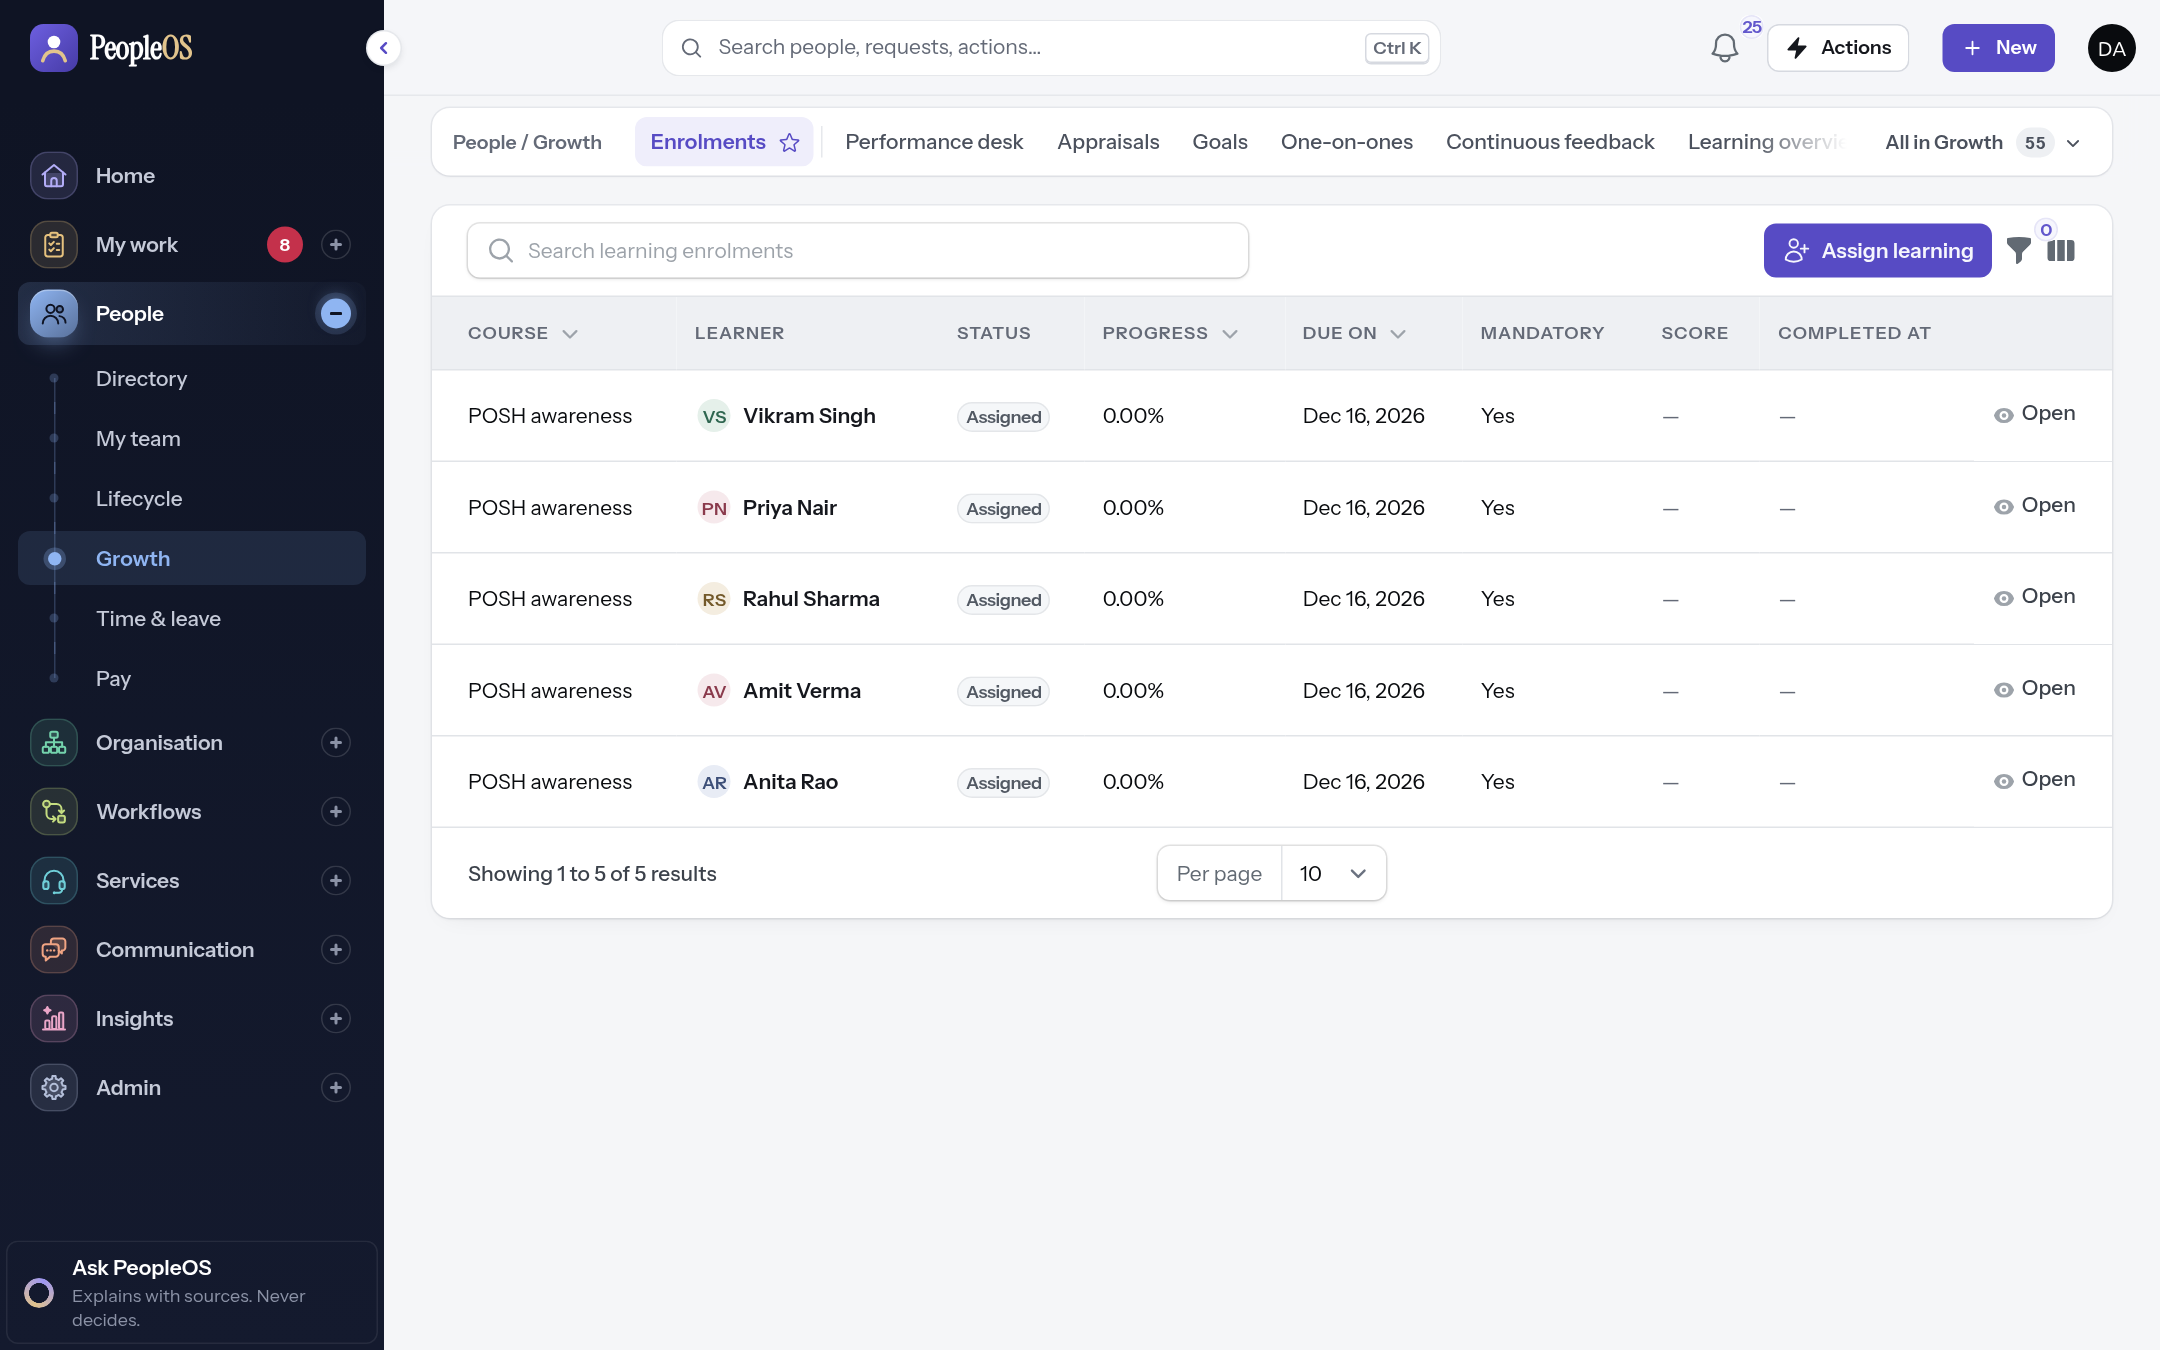 PeopleOS
Search people, requests, actions...
Ctrl K
25
Actions
New
DA
Home
My work
8
People
Directory
My team
Lifecycle
Growth
Time & leave
Pay
Organisation
Workflows
Services
Communication
Insights
Admin
Ask PeopleOS
Explains with sources. Never
decides.
People / Growth
Enrolments
Performance desk
Appraisals
Goals
One-on-ones
Continuous feedback
Learning overvie
All in Growth
55
Search learning enrolments
Assign learning
0
COURSE LEARNER STATUS PROGRESS DUE ON MANDATORY SCORE COMPLETED AT
POSH awareness VS Vikram Singh Assigned 0.00% Dec 16, 2026 Yes — — Open
POSH awareness PN Priya Nair Assigned 0.00% Dec 16, 2026 Yes — — Open
POSH awareness RS Rahul Sharma Assigned 0.00% Dec 16, 2026 Yes — — Open
POSH awareness AV Amit Verma Assigned 0.00% Dec 16, 2026 Yes — — Open
POSH awareness AR Anita Rao Assigned 0.00% Dec 16, 2026 Yes — — Open
Showing 1 to 5 of 5 results
Per page 10